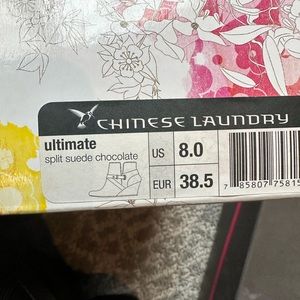 CHINESE LAUNDRY
ultimate
split suede chocolate
US 8.0
EUR 38.5
7 85807 75815